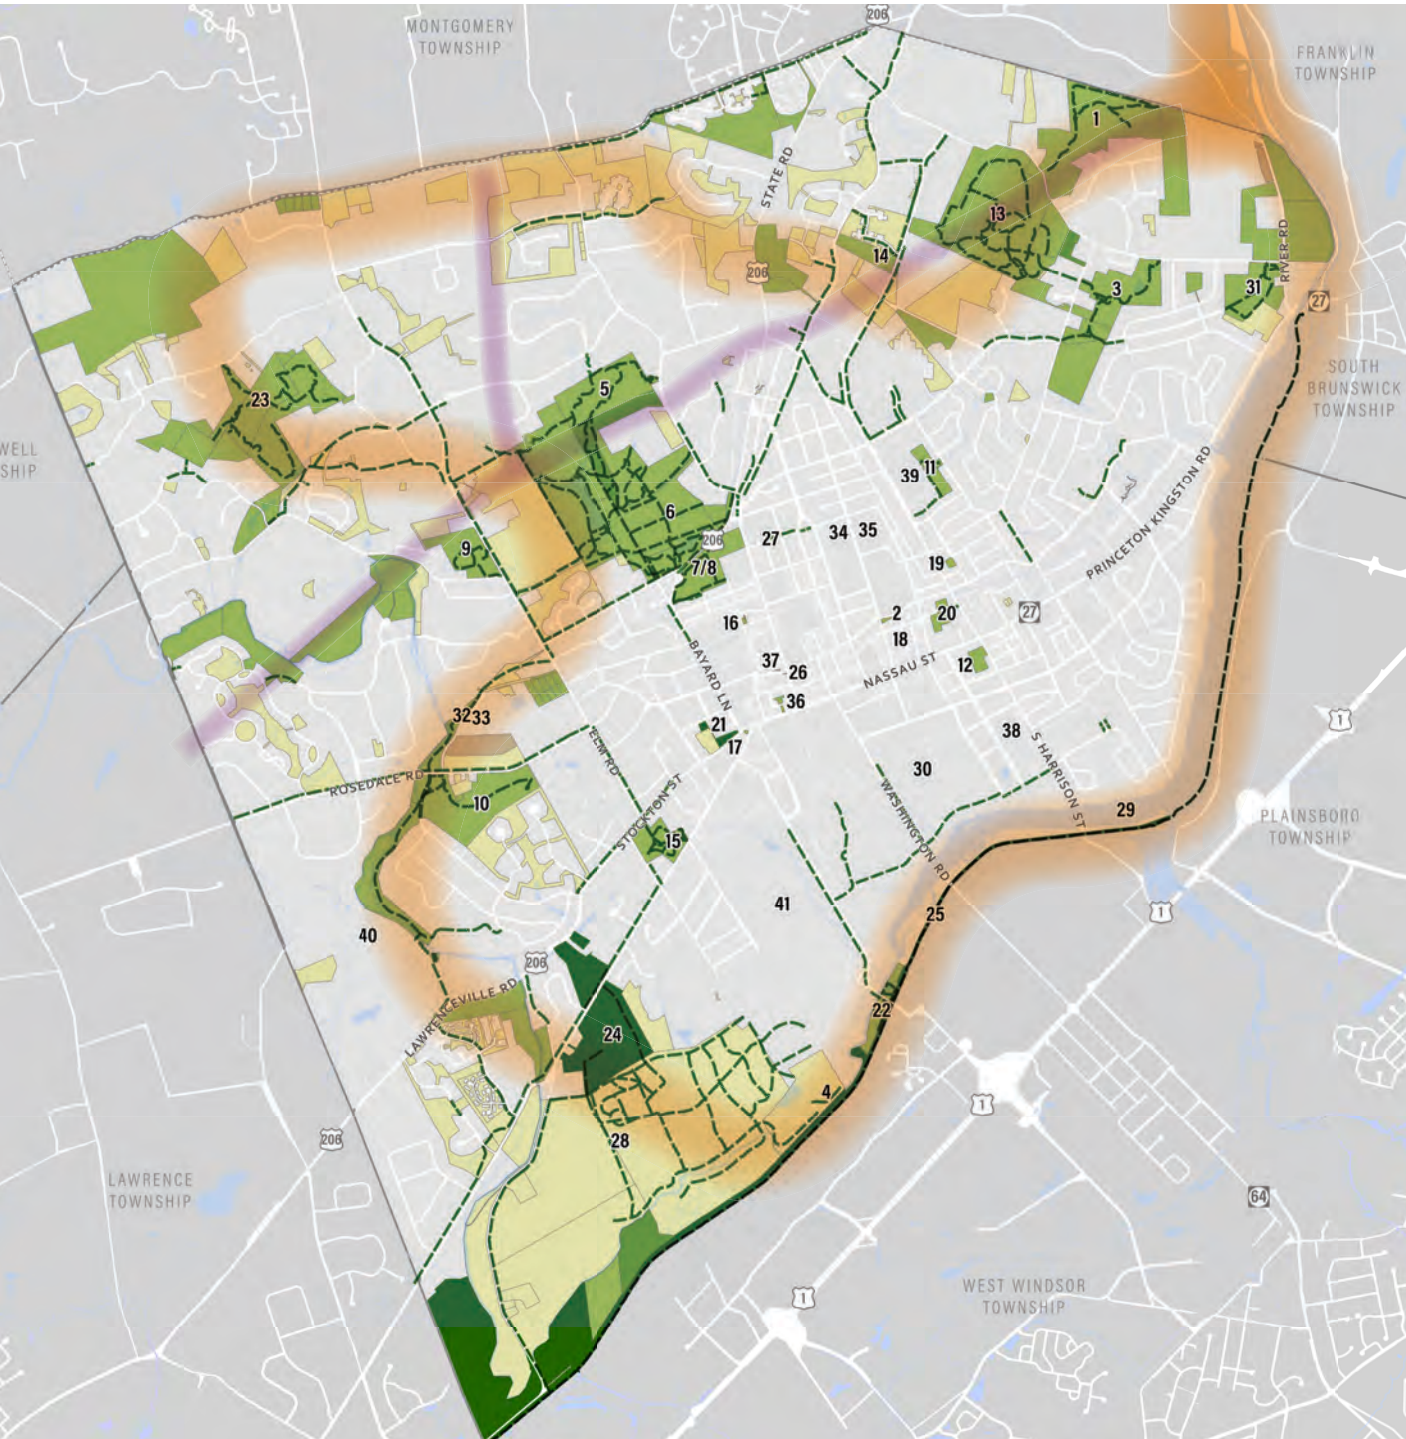 206
MONTGOMERY
TOWNSHIP
FRANKLIN
TOWNSHIP
1
STATE RD
13
RIVER RD
14
206
3
31
27
SOUTH
BRUNSWICK
TOWNSHIP
5
23
WELL
SHIP
11
39
PRINCETON KINGSTON RD
6
206
27
34
35
9
7/8
19
16
2
20
27
18
BAYARD LN
37
26
NASSAU ST
12
36
32
33
21
17
38
1
ELM RD
S HARRISON ST
ROSEDALE RD
30
10
STOCKTON ST
WASHINGTON RD
29
PLAINSBORO
TOWNSHIP
15
41
25
1
40
206
LAWRENCEVILLE RD
22
24
4
1
28
206
LAWRENCE
TOWNSHIP
64
WEST WINDSOR
TOWNSHIP
1